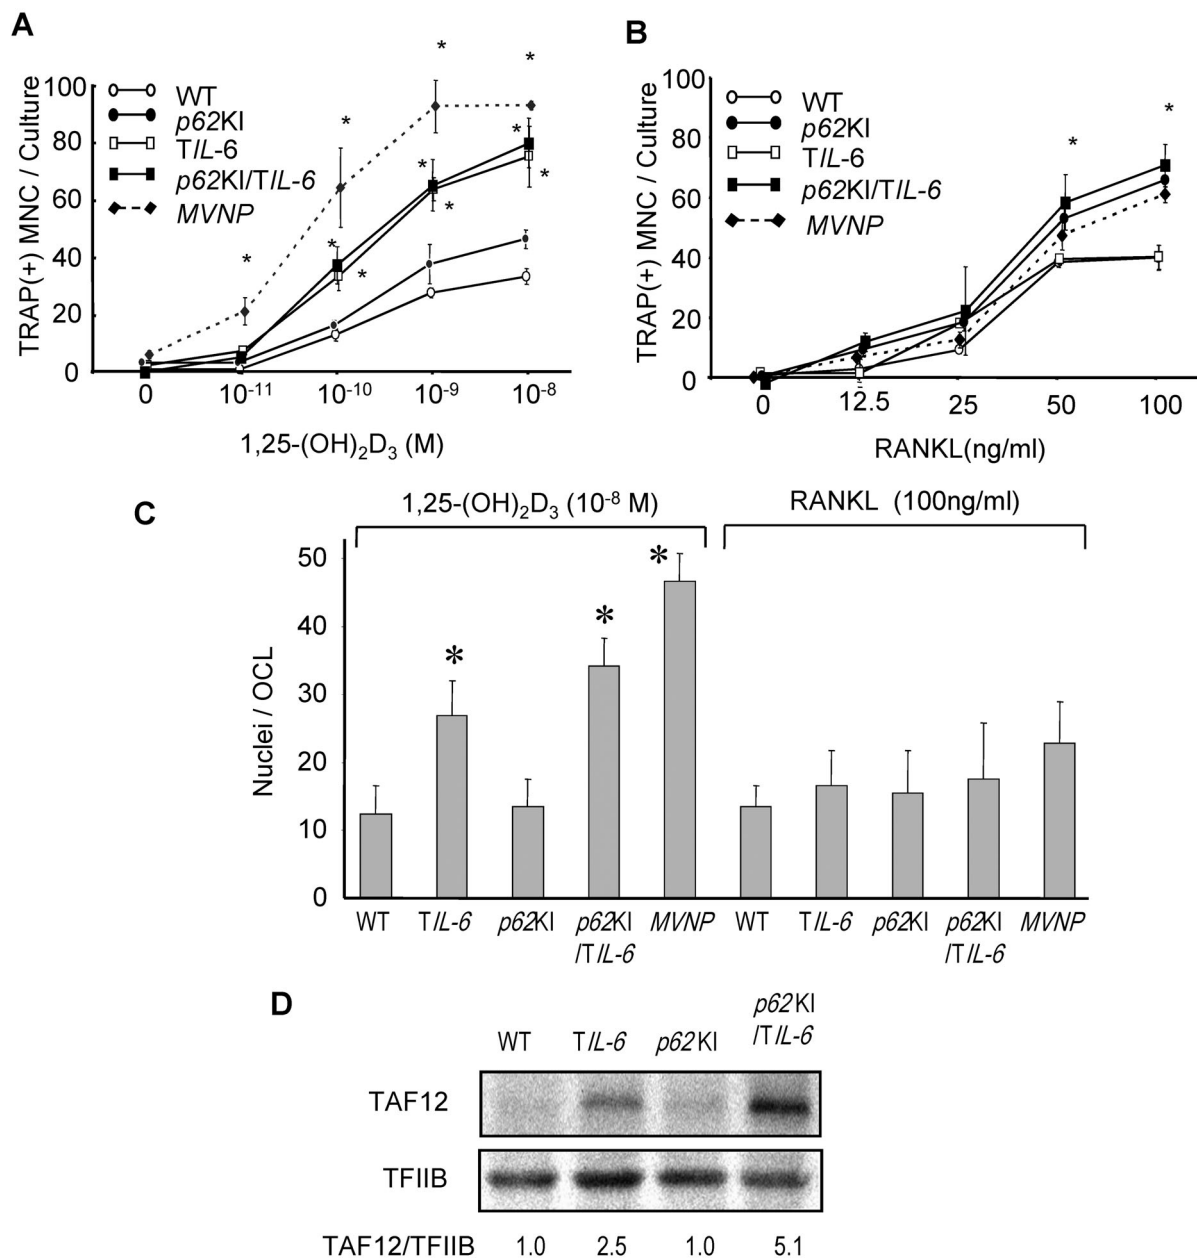 A
TRAP(+) MNC / Culture
100
80
60
40
20
0
WT
p62KI
TIL-6
p62KI/TIL-6
MVNP
* * * *
* * *
* * *
0 10⁻¹¹ 10⁻¹⁰ 10⁻⁹ 10⁻⁸
1,25-(OH)₂D₃ (M)
B
TRAP(+) MNC / Culture
100
80
60
40
20
0
WT
p62KI
TIL-6
p62KI/TIL-6
MVNP
* *
0 12.5 25 50 100
RANKL(ng/ml)
C
1,25-(OH)₂D₃ (10⁻⁸ M) RANKL (100ng/ml)
Nuclei / OCL
50
40
30
20
10
0
* * *
WT TIL-6 p62KI p62KI MVNP WT TIL-6 p62KI p62KI MVNP
/TIL-6 /TIL-6
D
WT TIL-6 p62KI p62KI
/TIL-6
TAF12
TFIIB
TAF12/TFIIB 1.0 2.5 1.0 5.1